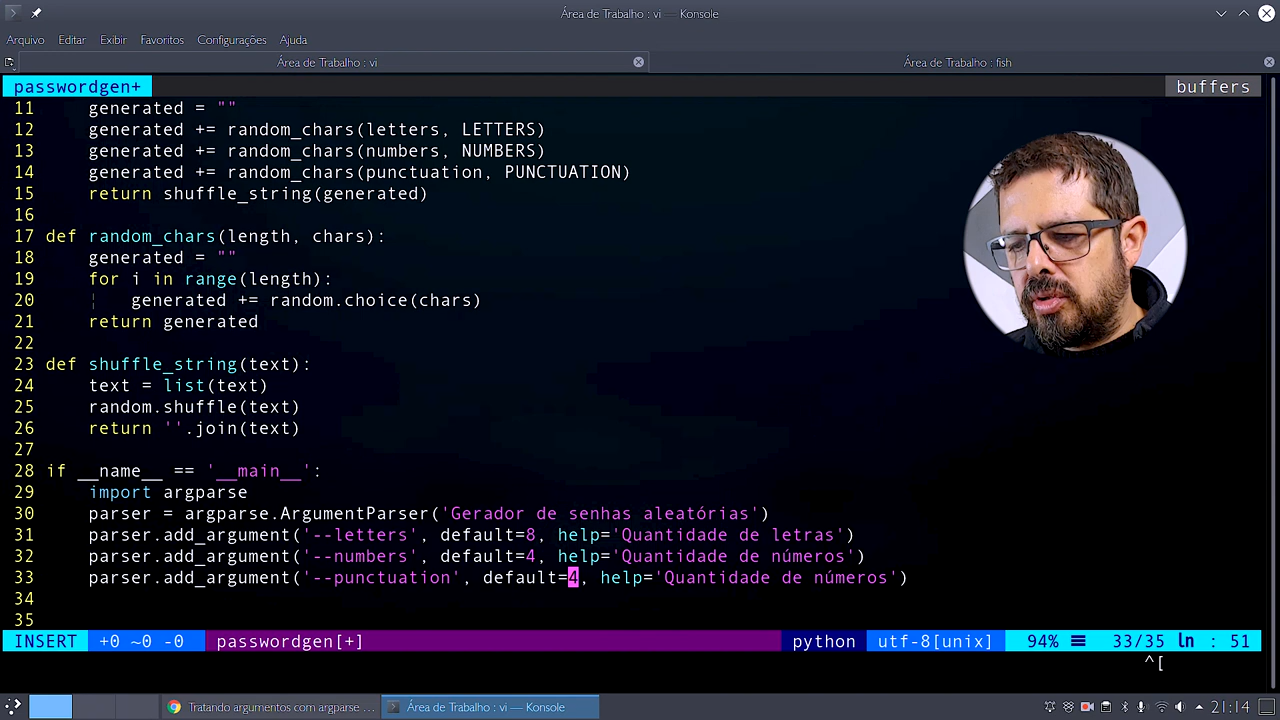 Área de Trabalho : vi — Konsole
Arquivo Editar Exibir Favoritos Configurações Ajuda
Área de Trabalho : vi
Área de Trabalho : fish
passwordgen+ buffers
11 generated = ""
12 generated += random_chars(letters, LETTERS)
13 generated += random_chars(numbers, NUMBERS)
14 generated += random_chars(punctuation, PUNCTUATION)
15 return shuffle_string(generated)
16
17 def random_chars(length, chars):
18 generated = ""
19 for i in range(length):
20 ¦ generated += random.choice(chars)
21 return generated
22
23 def shuffle_string(text):
24 text = list(text)
25 random.shuffle(text)
26 return ''.join(text)
27
28 if __name__ == '__main__':
29 import argparse
30 parser = argparse.ArgumentParser('Gerador de senhas aleatórias')
31 parser.add_argument('--letters', default=8, help='Quantidade de letras')
32 parser.add_argument('--numbers', default=4, help='Quantidade de números')
33 parser.add_argument('--punctuation', default=4, help='Quantidade de números')
34
35
INSERT +0 ~0 -0 passwordgen[+] python utf-8[unix] 94% ☰ 33/35 ln : 51
^[
Tratando argumentos com argparse ... Área de Trabalho : vi — Konsole 21:14